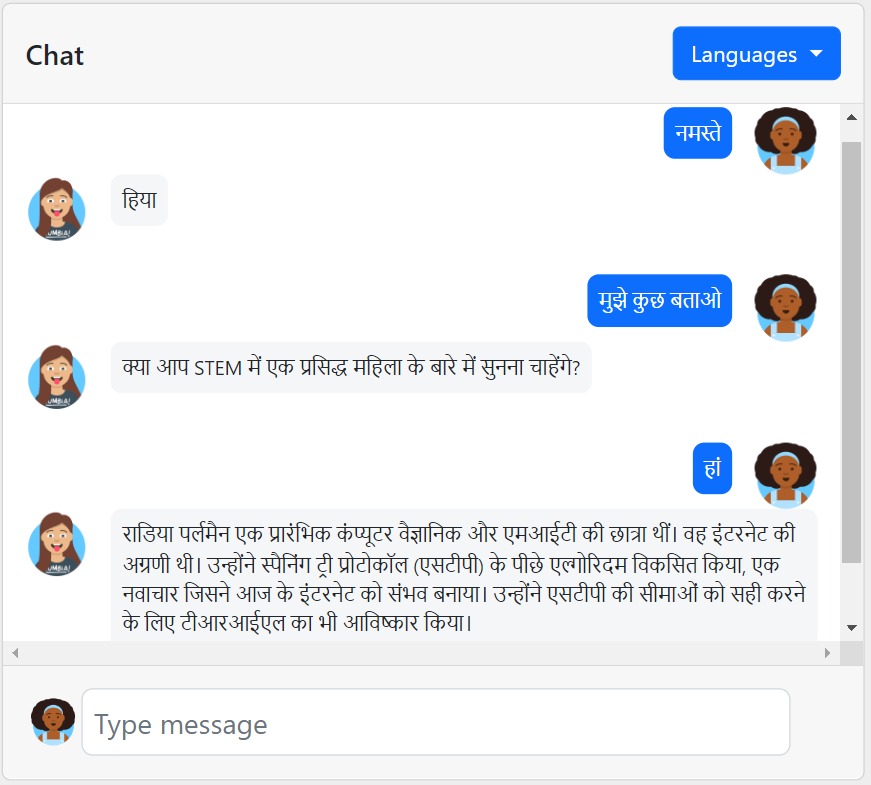 Chat
Languages
नमस्ते
हिया
मुझे कुछ बताओ
क्या आप STEM में एक प्रसिद्ध महिला के बारे में सुनना चाहेंगे?
हां
राडिया पर्लमैन एक प्रारंभिक कंप्यूटर वैज्ञानिक और एमआईटी की छात्रा थीं। वह इंटरनेट की
अग्रणी थी। उन्होंने स्पैनिंग ट्री प्रोटोकॉल (एसटीपी) के पीछे एल्गोरिदम विकसित किया, एक
नवाचार जिसने आज के इंटरनेट को संभव बनाया। उन्होंने एसटीपी की सीमाओं को सही करने
के लिए टीआरआईएल का भी आविष्कार किया।
Type message